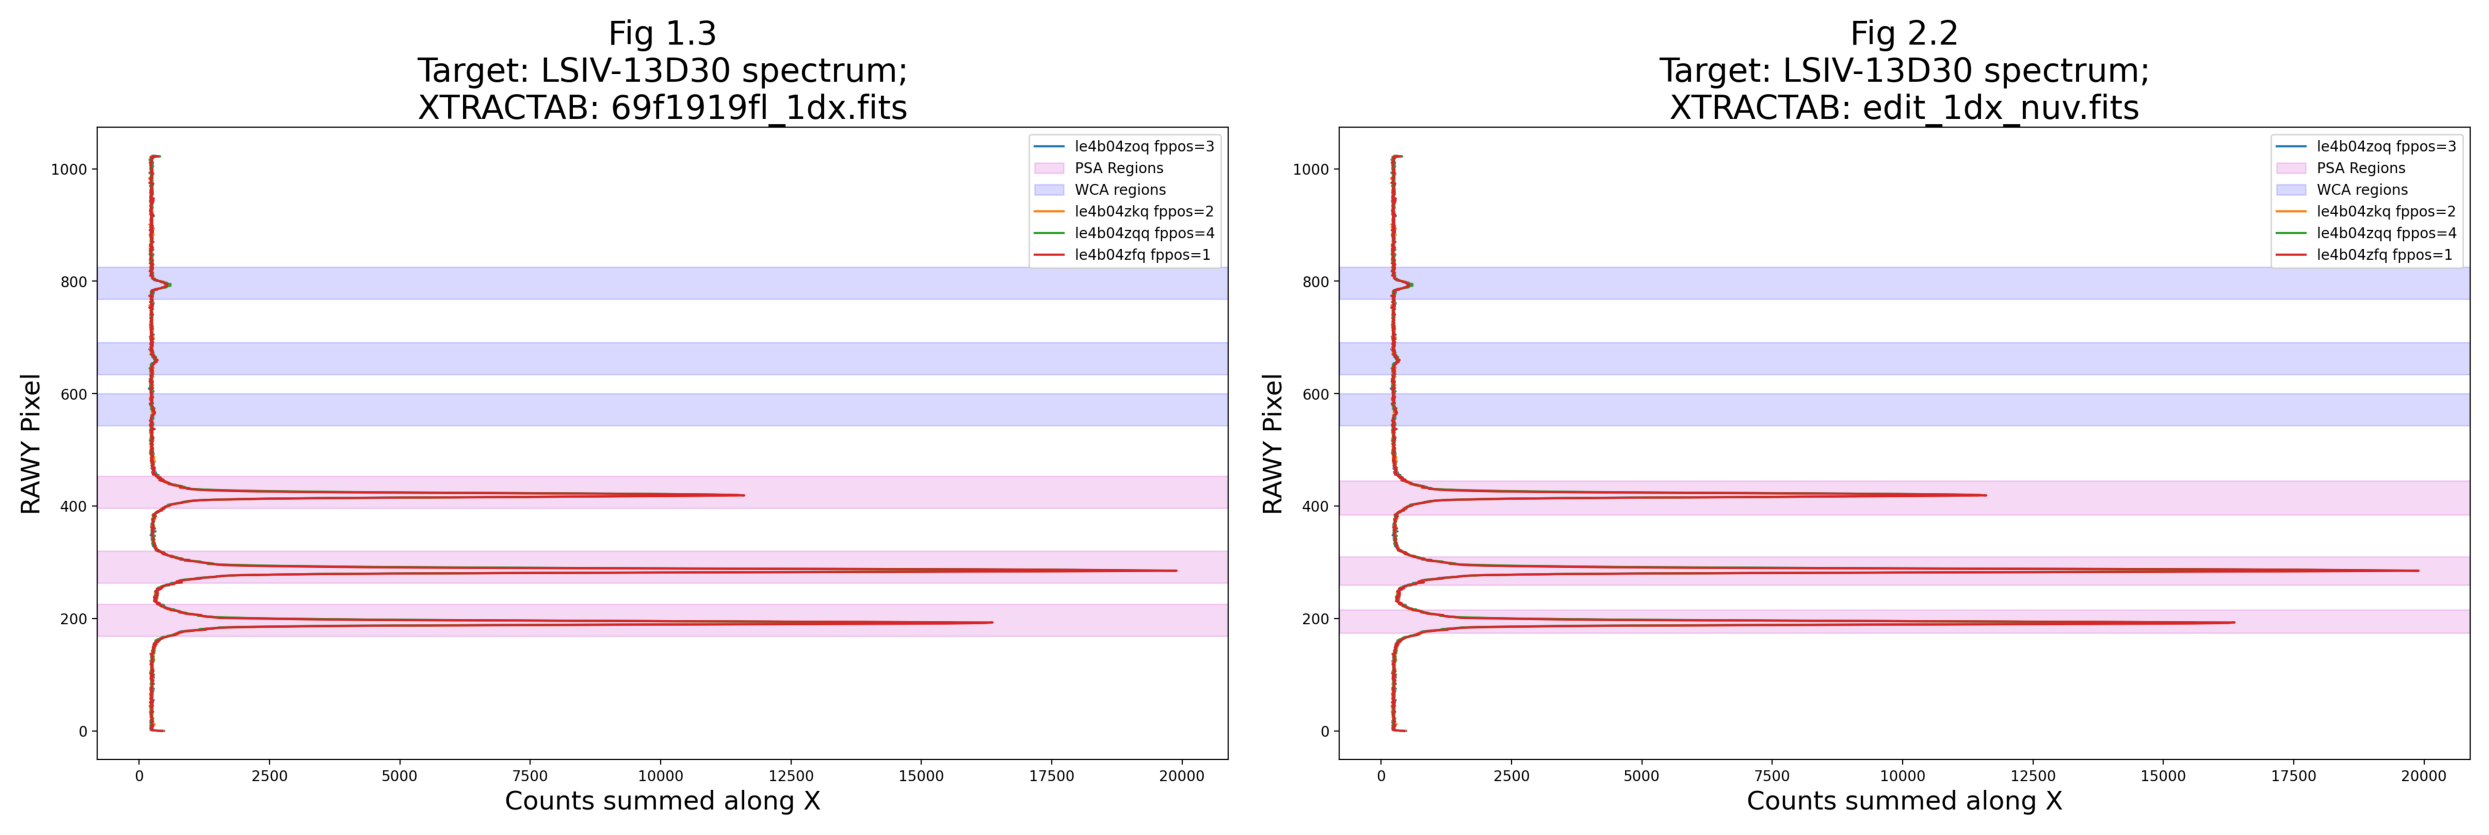 Fig 1.3
Target: LSIV-13D30 spectrum;
XTRACTAB: 69f1919fl_1dx.fits
le4b04zoq fppos=3
PSA Regions
WCA regions
le4b04zkq fppos=2
le4b04zqq fppos=4
le4b04zfq fppos=1
RAWY Pixel
1000
800
600
400
200
0
0 2500 5000 7500 10000 12500 15000 17500 20000
Counts summed along X
Fig 2.2
Target: LSIV-13D30 spectrum;
XTRACTAB: edit_1dx_nuv.fits
le4b04zoq fppos=3
PSA Regions
WCA regions
le4b04zkq fppos=2
le4b04zqq fppos=4
le4b04zfq fppos=1
RAWY Pixel
1000
800
600
400
200
0
0 2500 5000 7500 10000 12500 15000 17500 20000
Counts summed along X